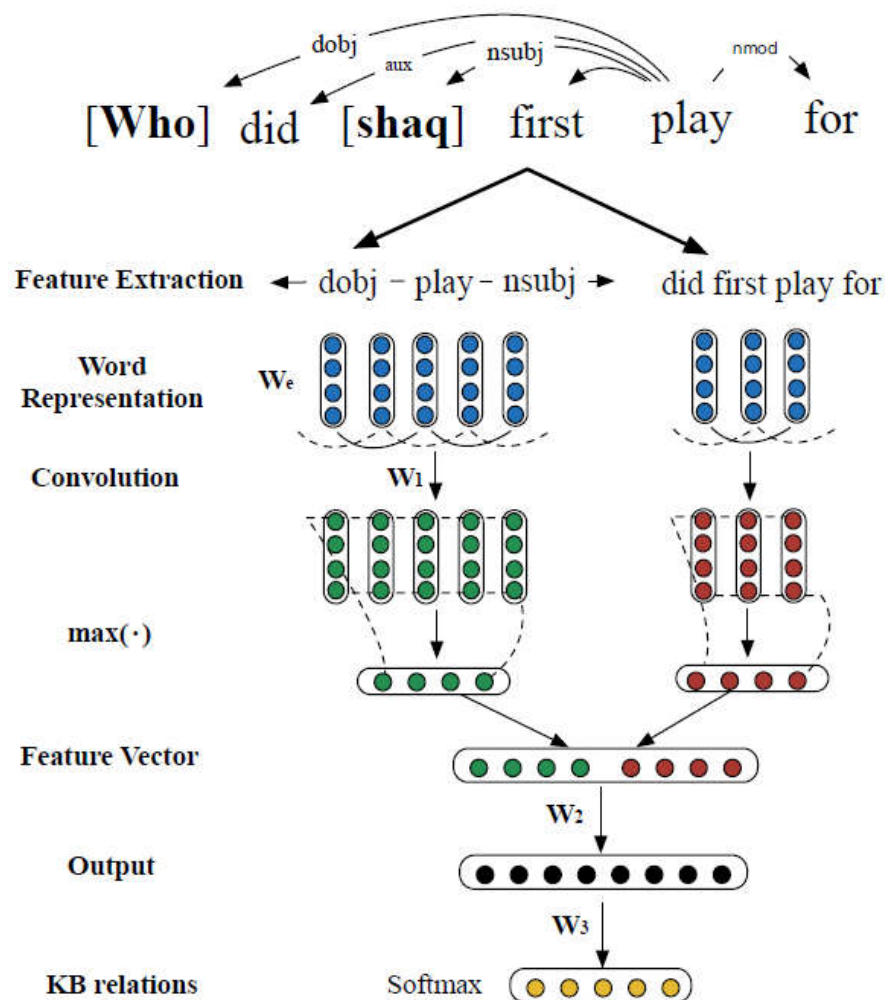 dobj aux nsubj nmod
[Who] did [shaq] first play for
Feature Extraction dobj – play – nsubj did first play for
Word
Representation We
Convolution W1
max(·)
Feature Vector
W2
Output
W3
KB relations Softmax